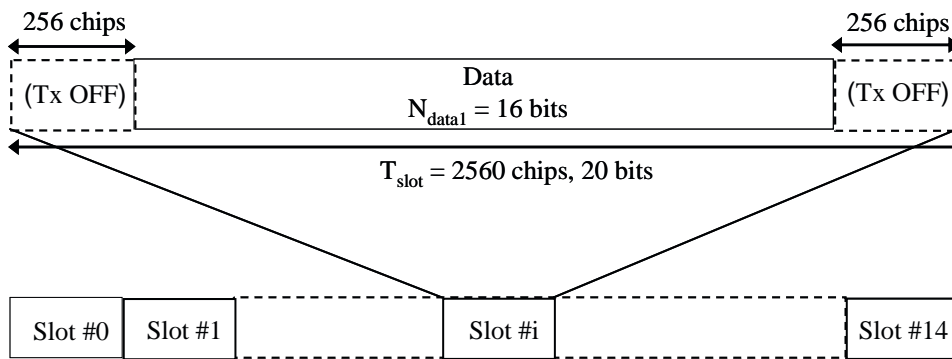 256 chips
256 chips
(Tx OFF)
Data
N_data1 = 16 bits
(Tx OFF)
T_slot = 2560 chips, 20 bits
Slot #0
Slot #1
Slot #i
Slot #14